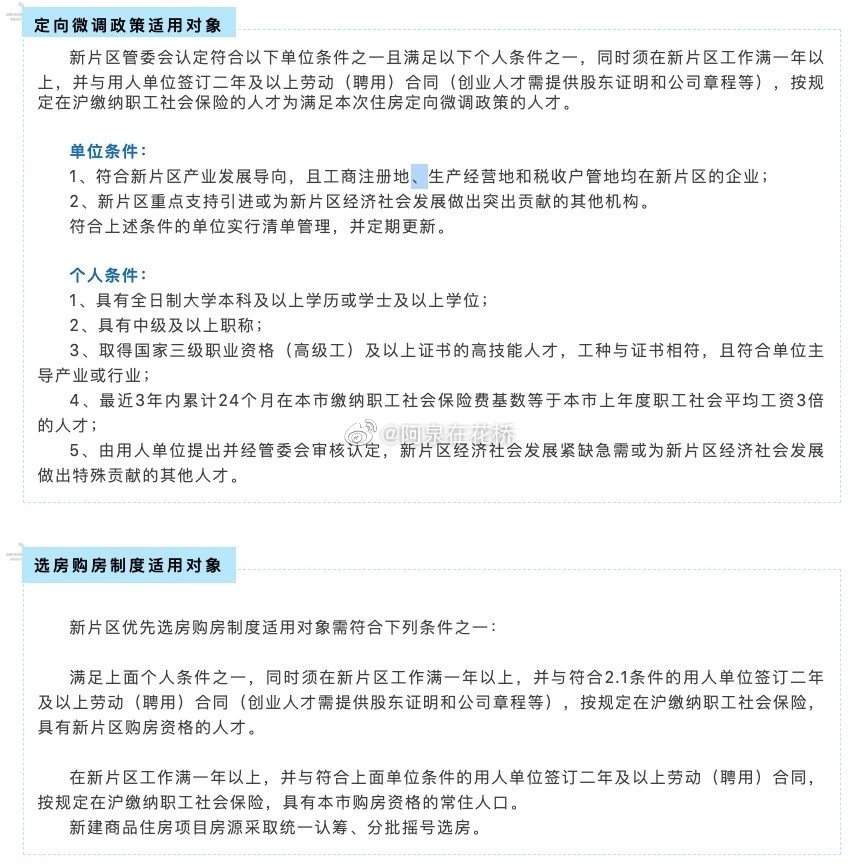 定向微调政策适用对象
新片区管委会认定符合以下单位条件之一且满足以下个人条件之一，同时须在新片区工作满一年以
上，并与用人单位签订二年及以上劳动（聘用）合同（创业人才需提供股东证明和公司章程等），按规
定在沪缴纳职工社会保险的人才为满足本次住房定向微调政策的人才。
单位条件：
1、符合新片区产业发展导向，且工商注册地、生产经营地和税收户管地均在新片区的企业；
2、新片区重点支持引进或为新片区经济社会发展做出突出贡献的其他机构。
符合上述条件的单位实行清单管理，并定期更新。
个人条件：
1、具有全日制大学本科及以上学历或学士及以上学位；
2、具有中级及以上职称；
3、取得国家三级职业资格（高级工）及以上证书的高技能人才，工种与证书相符，且符合单位主
导产业或行业；
4、最近3年内累计24个月在本市缴纳职工社会保险费基数等于本市上年度职工社会平均工资3倍
的人才；
@阿泉在花桥
5、由用人单位提出并经管委会审核认定，新片区经济社会发展紧缺急需或为新片区经济社会发展
做出特殊贡献的其他人才。
选房购房制度适用对象
新片区优先选房购房制度适用对象需符合下列条件之一：
满足上面个人条件之一，同时须在新片区工作满一年以上，并与符合2.1条件的用人单位签订二年
及以上劳动（聘用）合同（创业人才需提供股东证明和公司章程等），按规定在沪缴纳职工社会保险，
具有新片区购房资格的人才。
在新片区工作满一年以上，并与符合上面单位条件的用人单位签订二年及以上劳动（聘用）合同，
按规定在沪缴纳职工社会保险，具有本市购房资格的常住人口。
新建商品住房项目房源采取统一认筹、分批摇号选房。